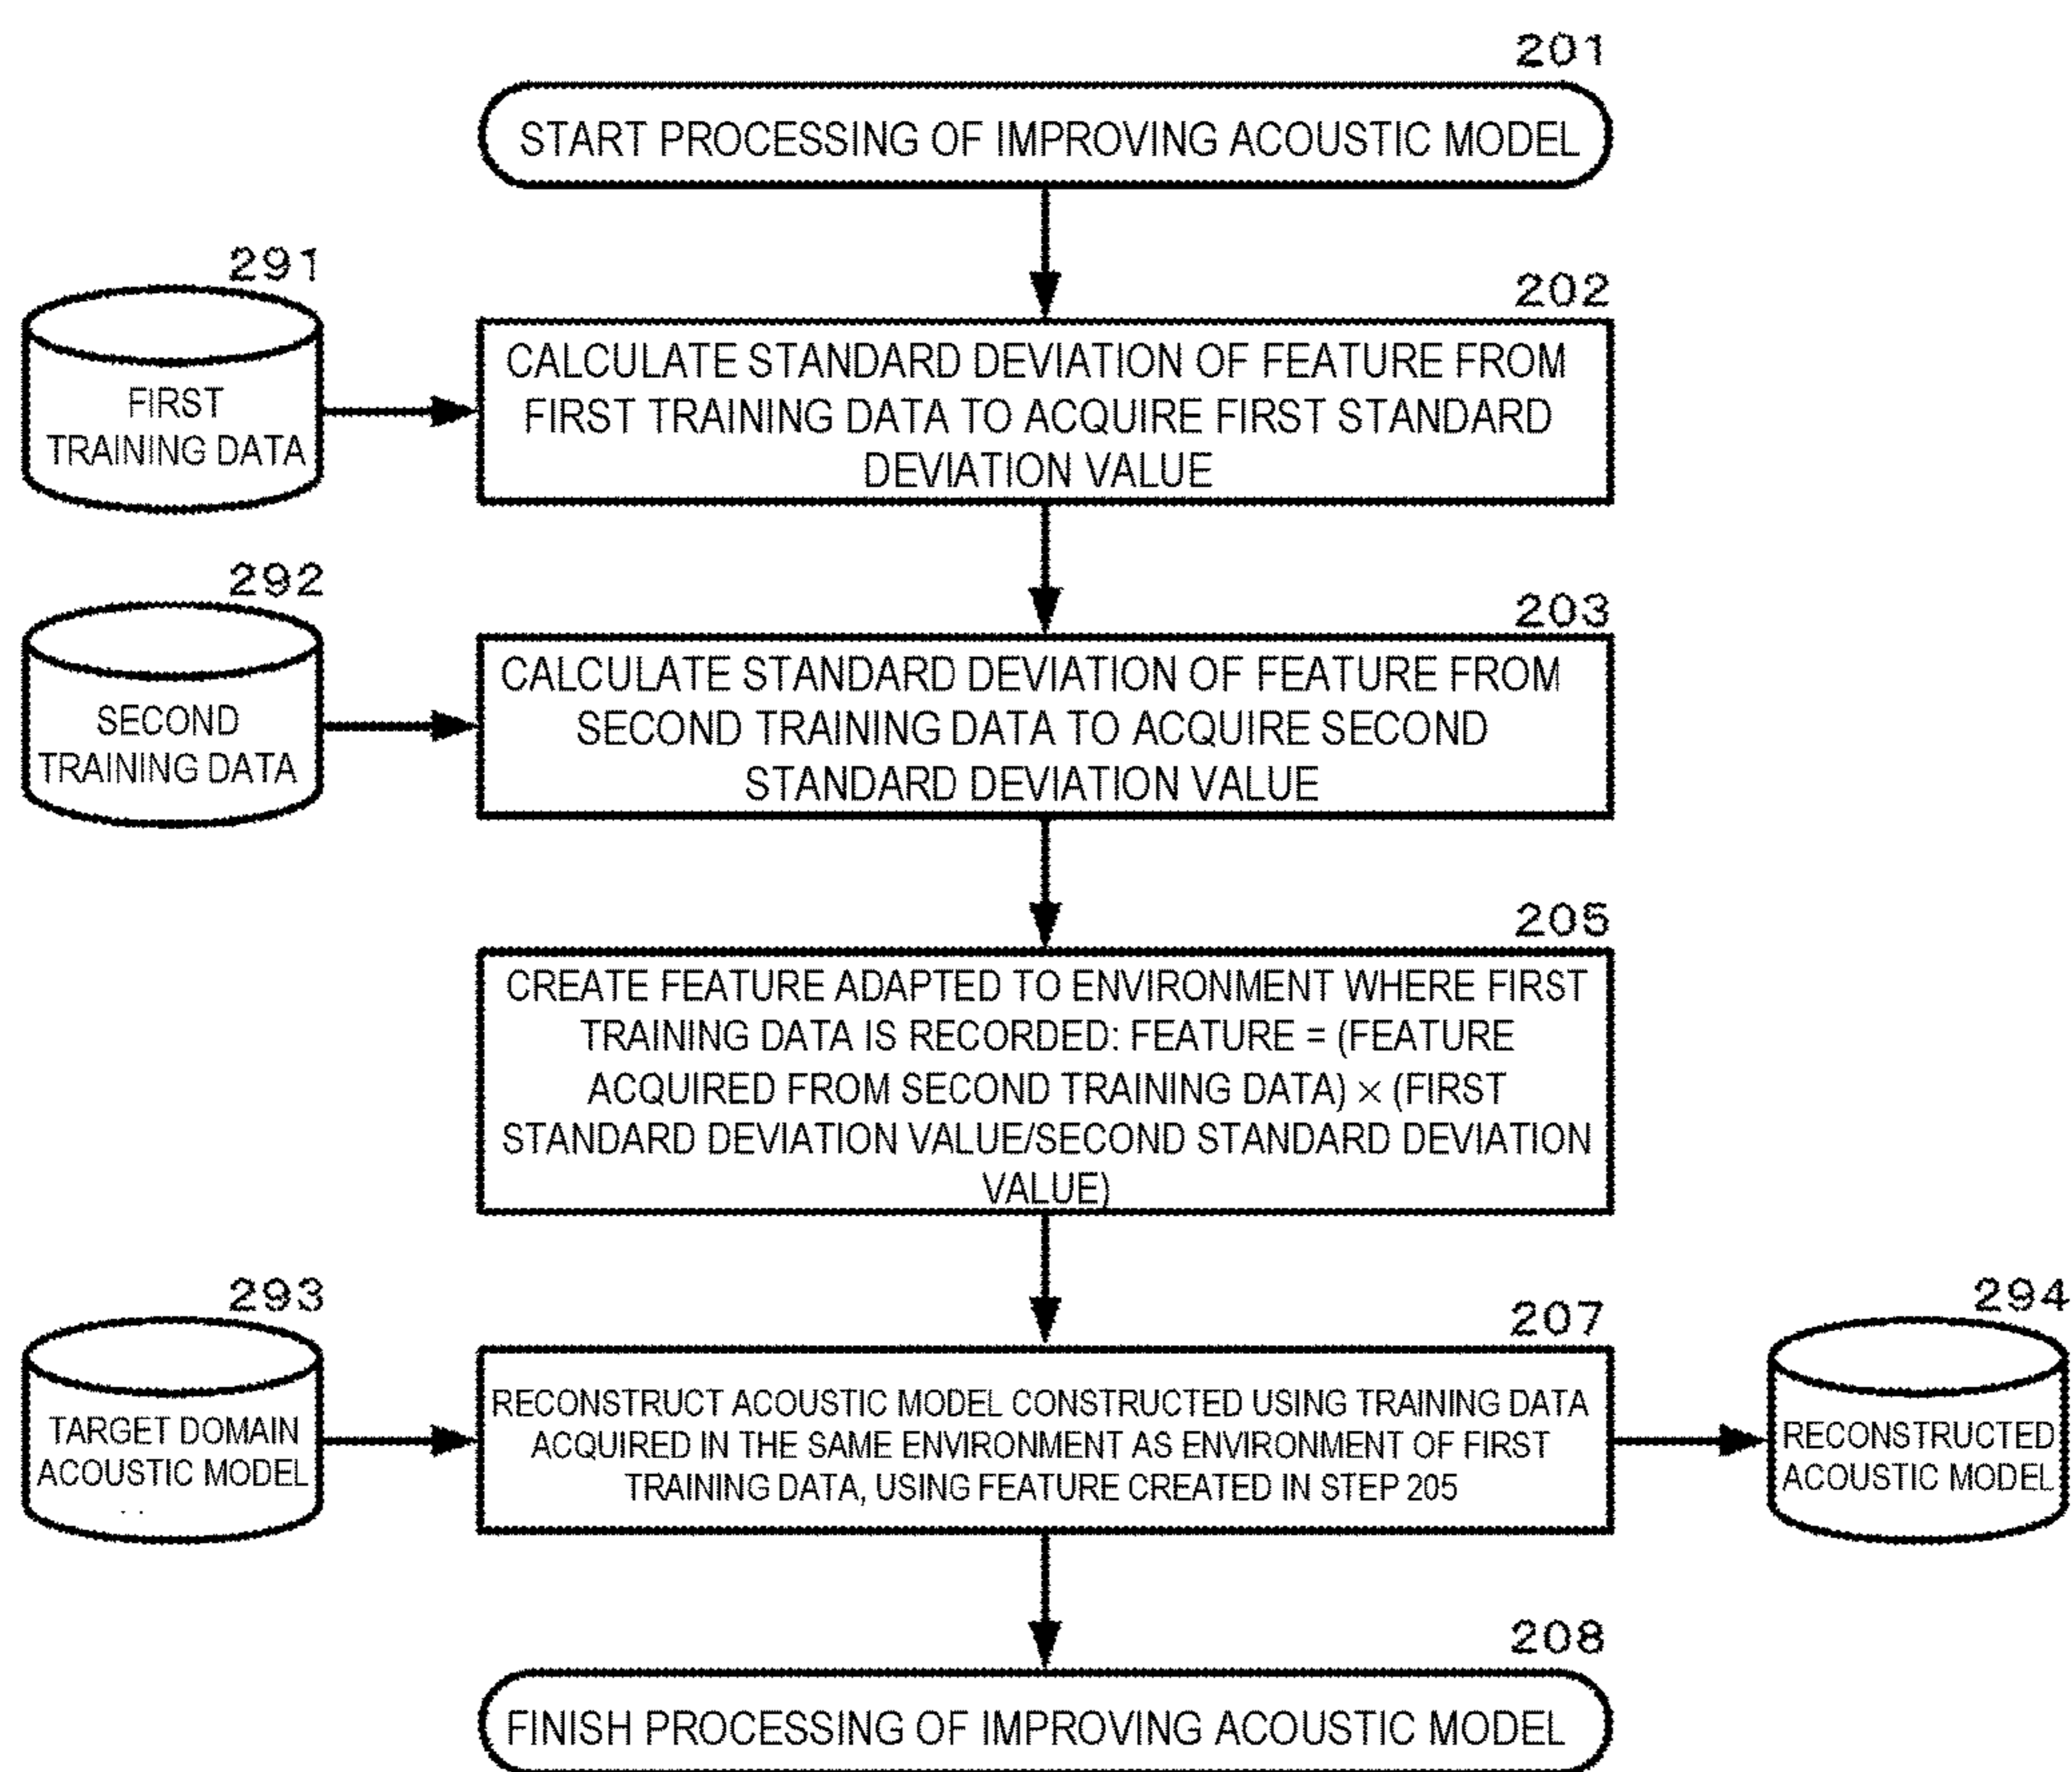 201
START PROCESSING OF IMPROVING ACOUSTIC MODEL
291
FIRST
TRAINING DATA
202
CALCULATE STANDARD DEVIATION OF FEATURE FROM
FIRST TRAINING DATA TO ACQUIRE FIRST STANDARD
DEVIATION VALUE
292
SECOND
TRAINING DATA
203
CALCULATE STANDARD DEVIATION OF FEATURE FROM
SECOND TRAINING DATA TO ACQUIRE SECOND
STANDARD DEVIATION VALUE
205
CREATE FEATURE ADAPTED TO ENVIRONMENT WHERE FIRST
TRAINING DATA IS RECORDED: FEATURE = (FEATURE
ACQUIRED FROM SECOND TRAINING DATA) × (FIRST
STANDARD DEVIATION VALUE/SECOND STANDARD DEVIATION
VALUE)
293
TARGET DOMAIN
ACOUSTIC MODEL
207
RECONSTRUCT ACOUSTIC MODEL CONSTRUCTED USING TRAINING DATA
ACQUIRED IN THE SAME ENVIRONMENT AS ENVIRONMENT OF FIRST
TRAINING DATA, USING FEATURE CREATED IN STEP 205
294
RECONSTRUCTED
ACOUSTIC MODEL
208
FINISH PROCESSING OF IMPROVING ACOUSTIC MODEL